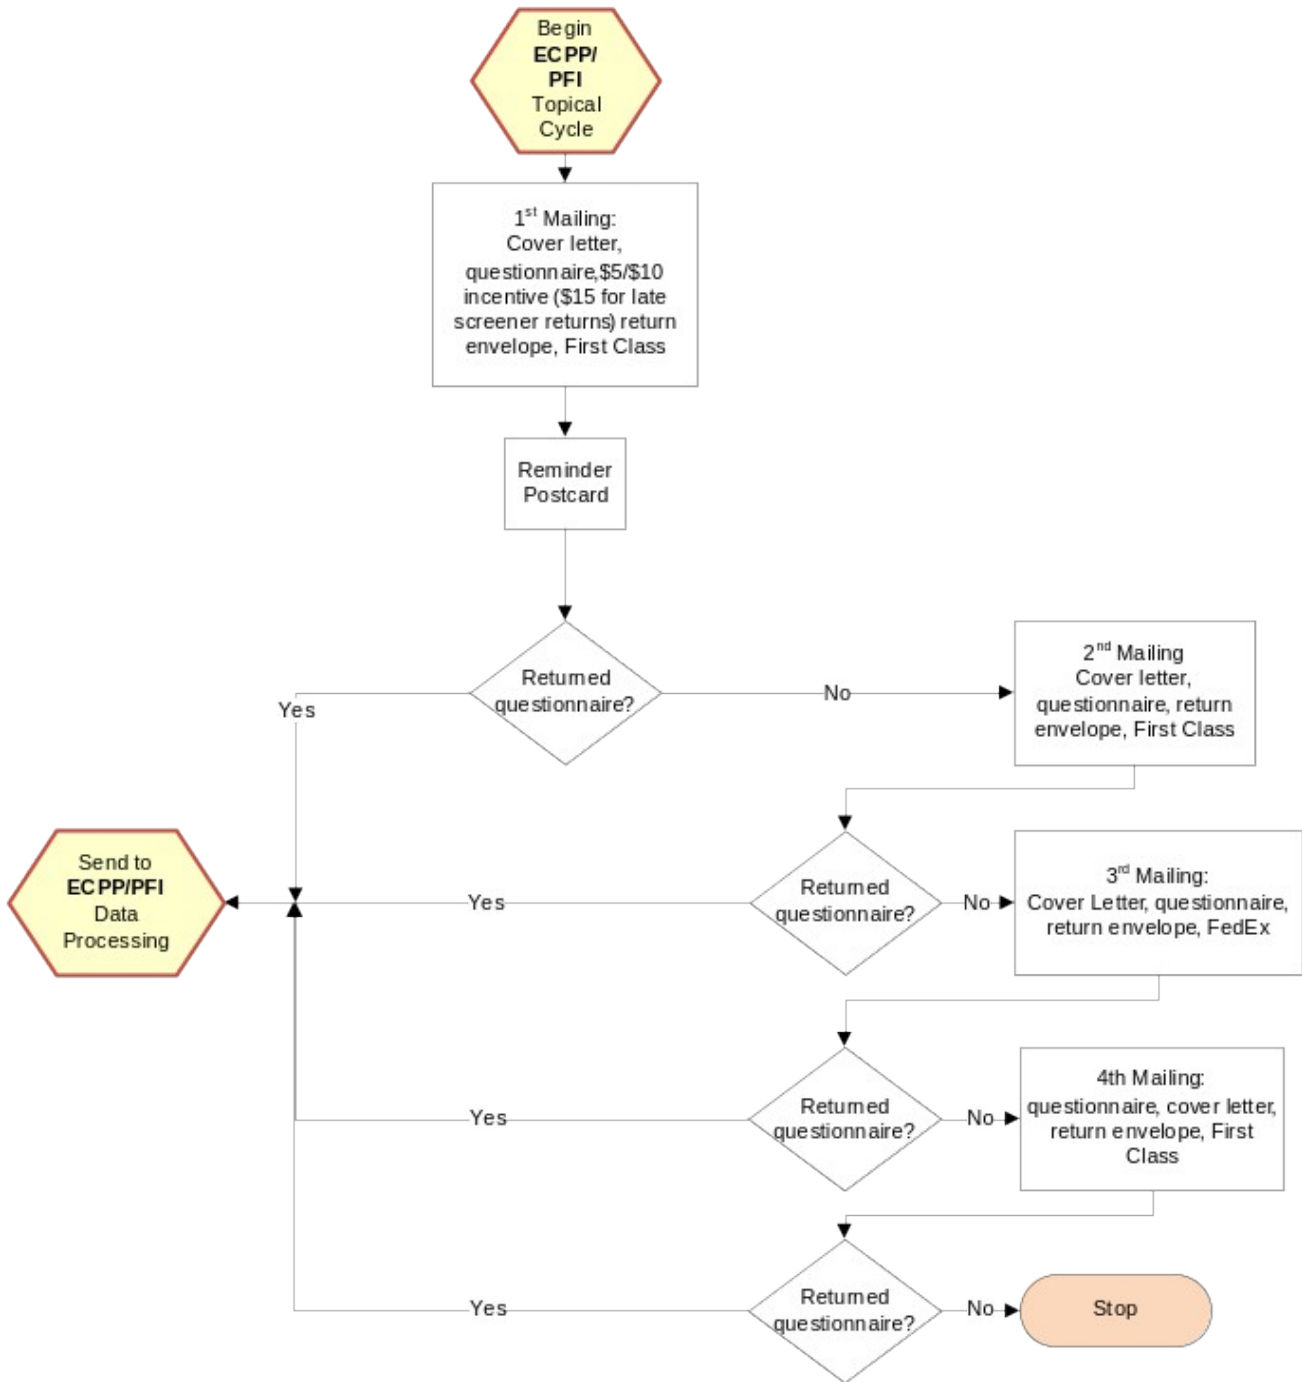 Begin
ECPP/
PFI
Topical
Cycle
1st Mailing:
Cover letter,
questionnaire,$5/$10
incentive ($15 for late
screener returns) return
envelope, First Class
Reminder
Postcard
Returned
questionnaire?
Yes
No
2nd Mailing
Cover letter,
questionnaire, return
envelope, First Class
Send to
ECPP/PFI
Data
Processing
Yes
Returned
questionnaire?
No
3rd Mailing:
Cover Letter, questionnaire,
return envelope, FedEx
Yes
Returned
questionnaire?
No
4th Mailing:
questionnaire, cover letter,
return envelope, First
Class
Yes
Returned
questionnaire?
No
Stop